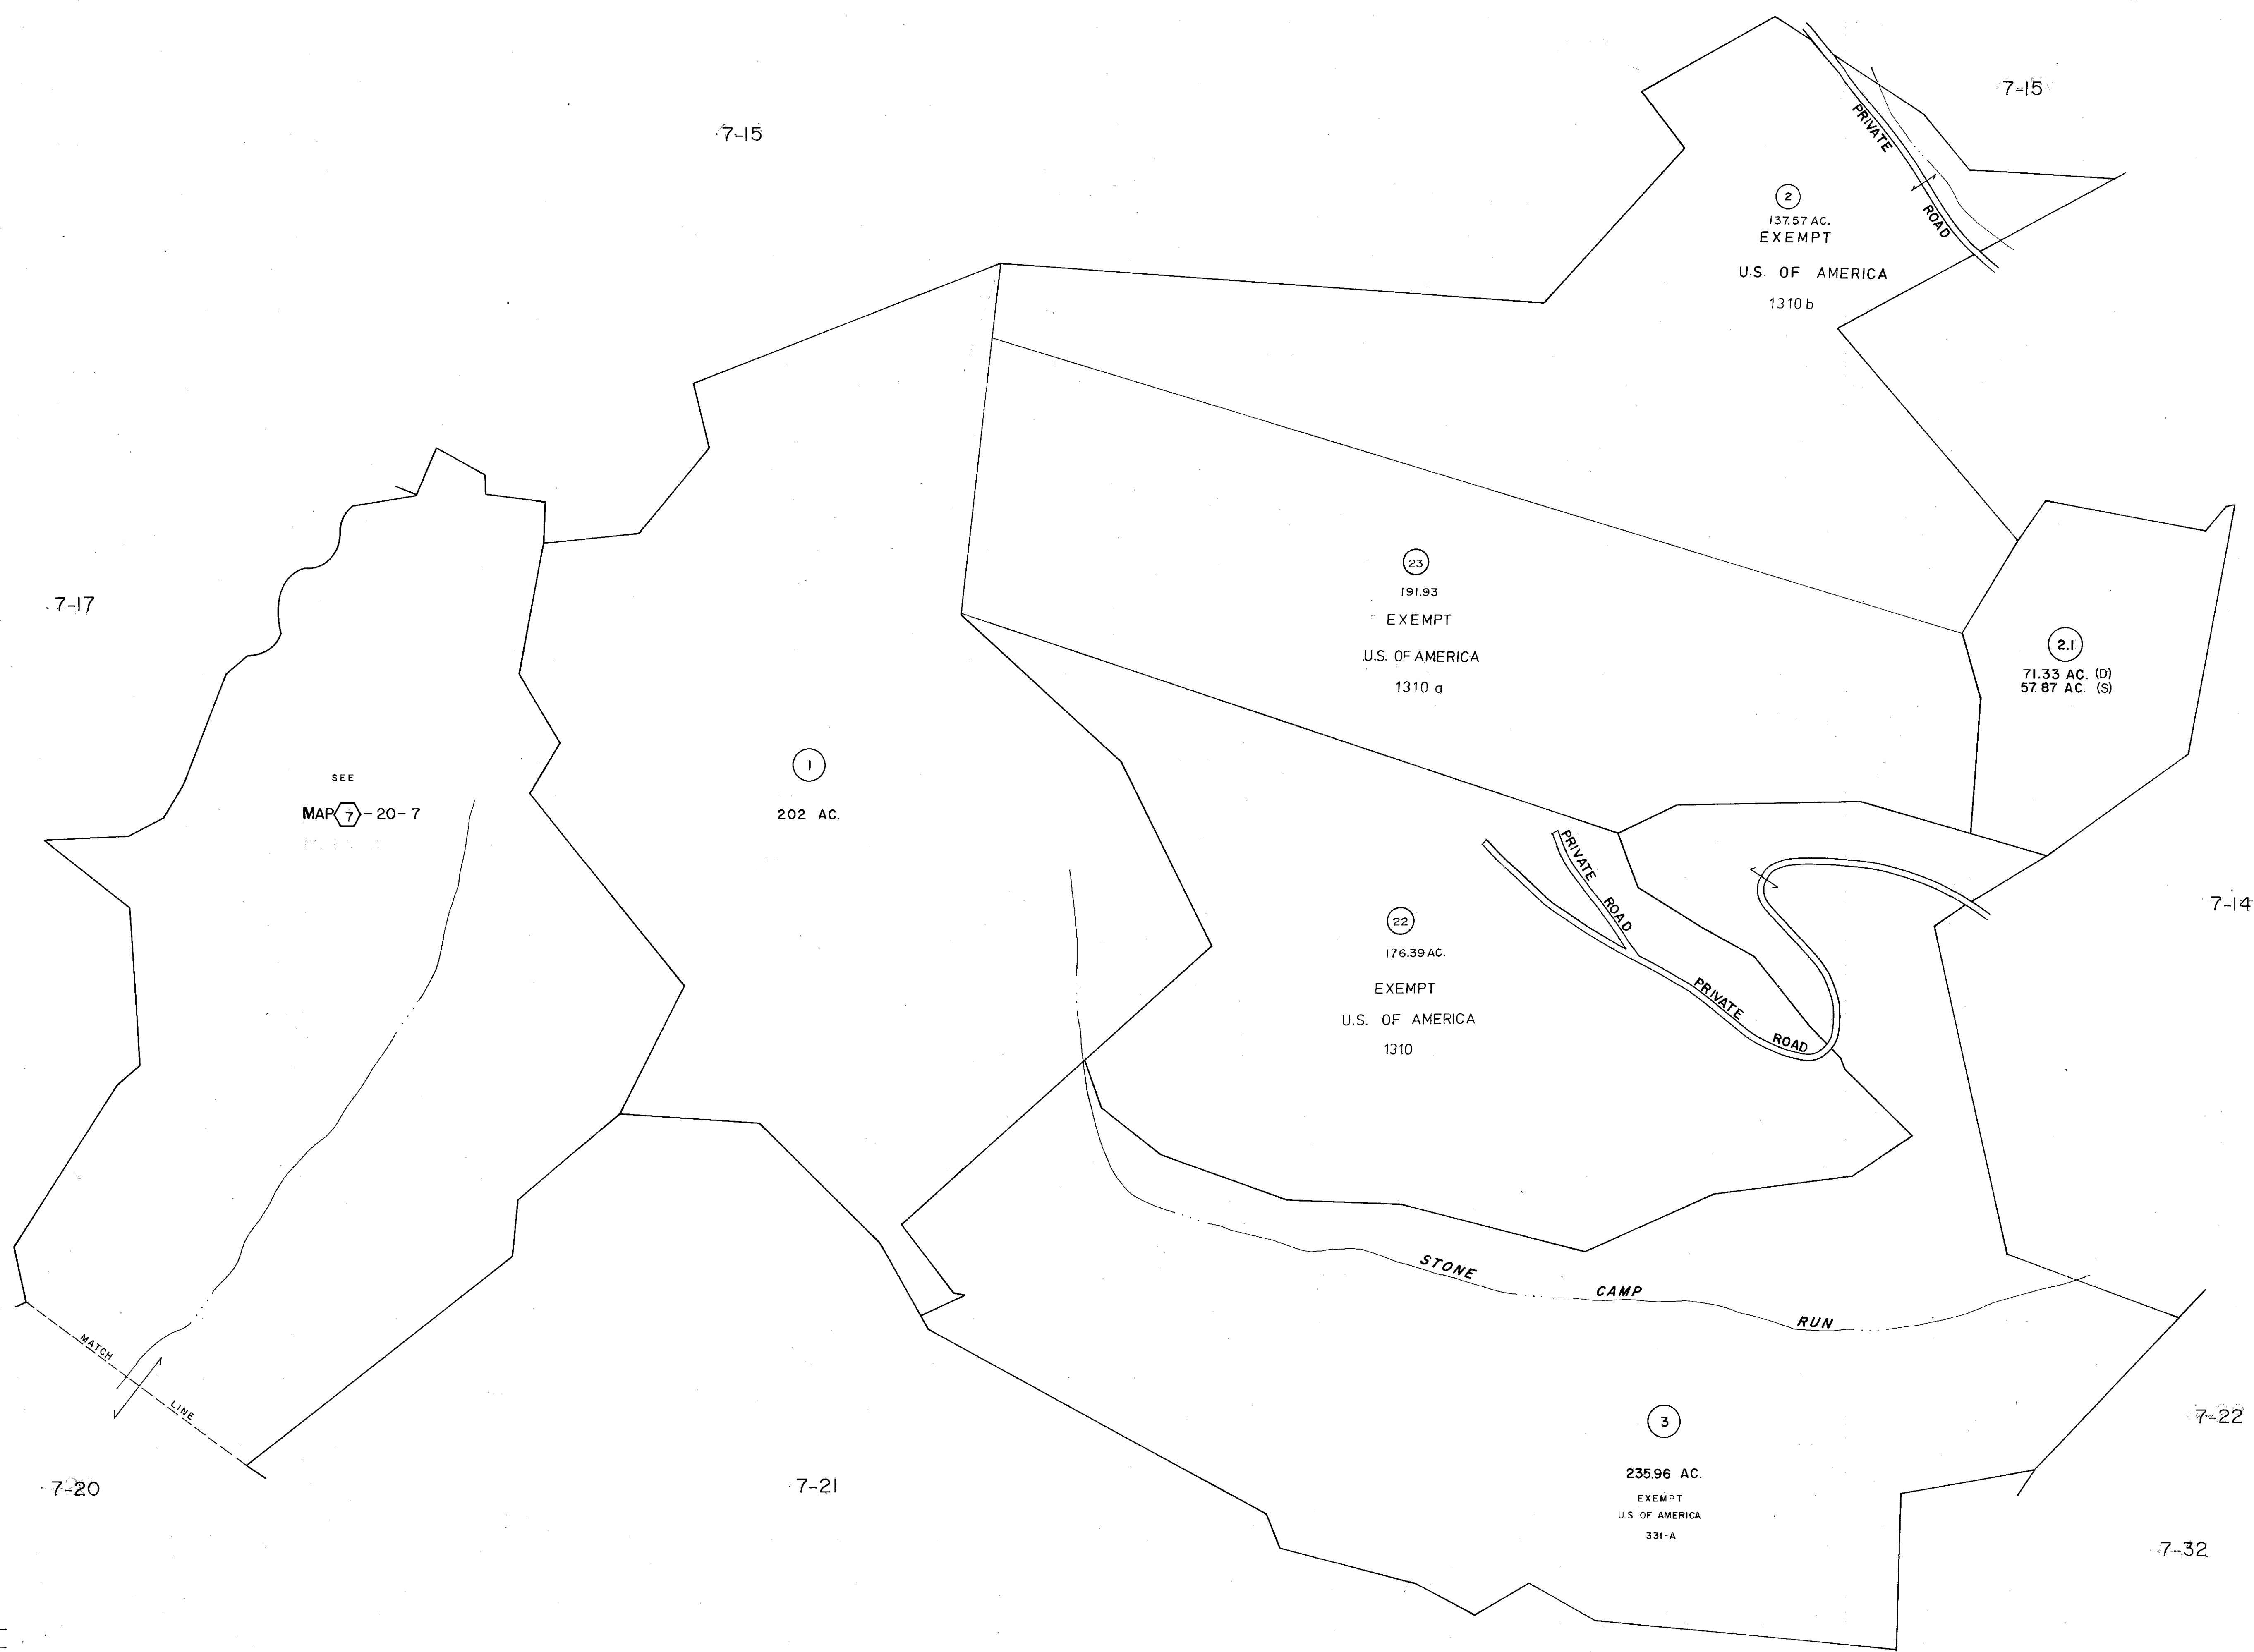 7-15
7-15
PRIVATE
ROAD
2
137.57 AC.
EXEMPT
U.S. OF AMERICA
1310 b
7-17
23
191.93
EXEMPT
U.S. OF AMERICA
1310 a
2.1
71.33 AC. (D)
57.87 AC. (S)
1
202 AC.
SEE
MAP 7 - 20 - 7
PRIVATE
ROAD
7-14
22
176.39 AC.
EXEMPT
U.S. OF AMERICA
1310
PRIVATE
ROAD
STONE CAMP RUN
MATCH LINE
3
235.96 AC.
EXEMPT
U.S. OF AMERICA
331-A
7-22
7-20
7-21
7-32